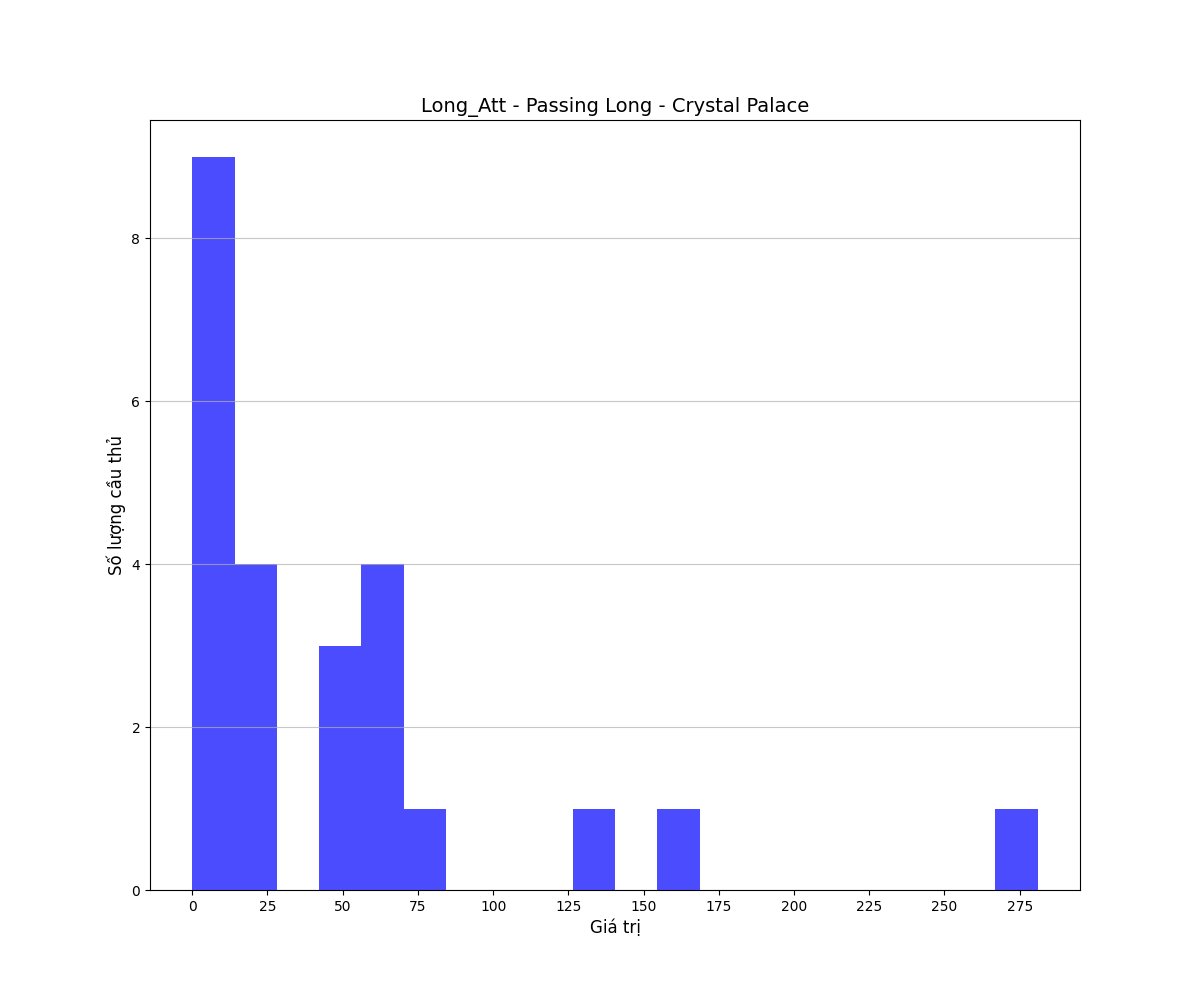 Long_Att - Passing Long - Crystal Palace
Số lượng cầu thủ
8
6
4
2
0
0 25 50 75 100 125 150 175 200 225 250 275
Giá trị